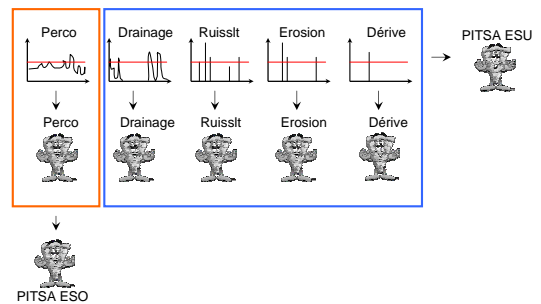 Perco Drainage Ruisslt Erosion Dérive
PITSA ESU
Perco Drainage Ruisslt Erosion Dérive
PITSA ESO